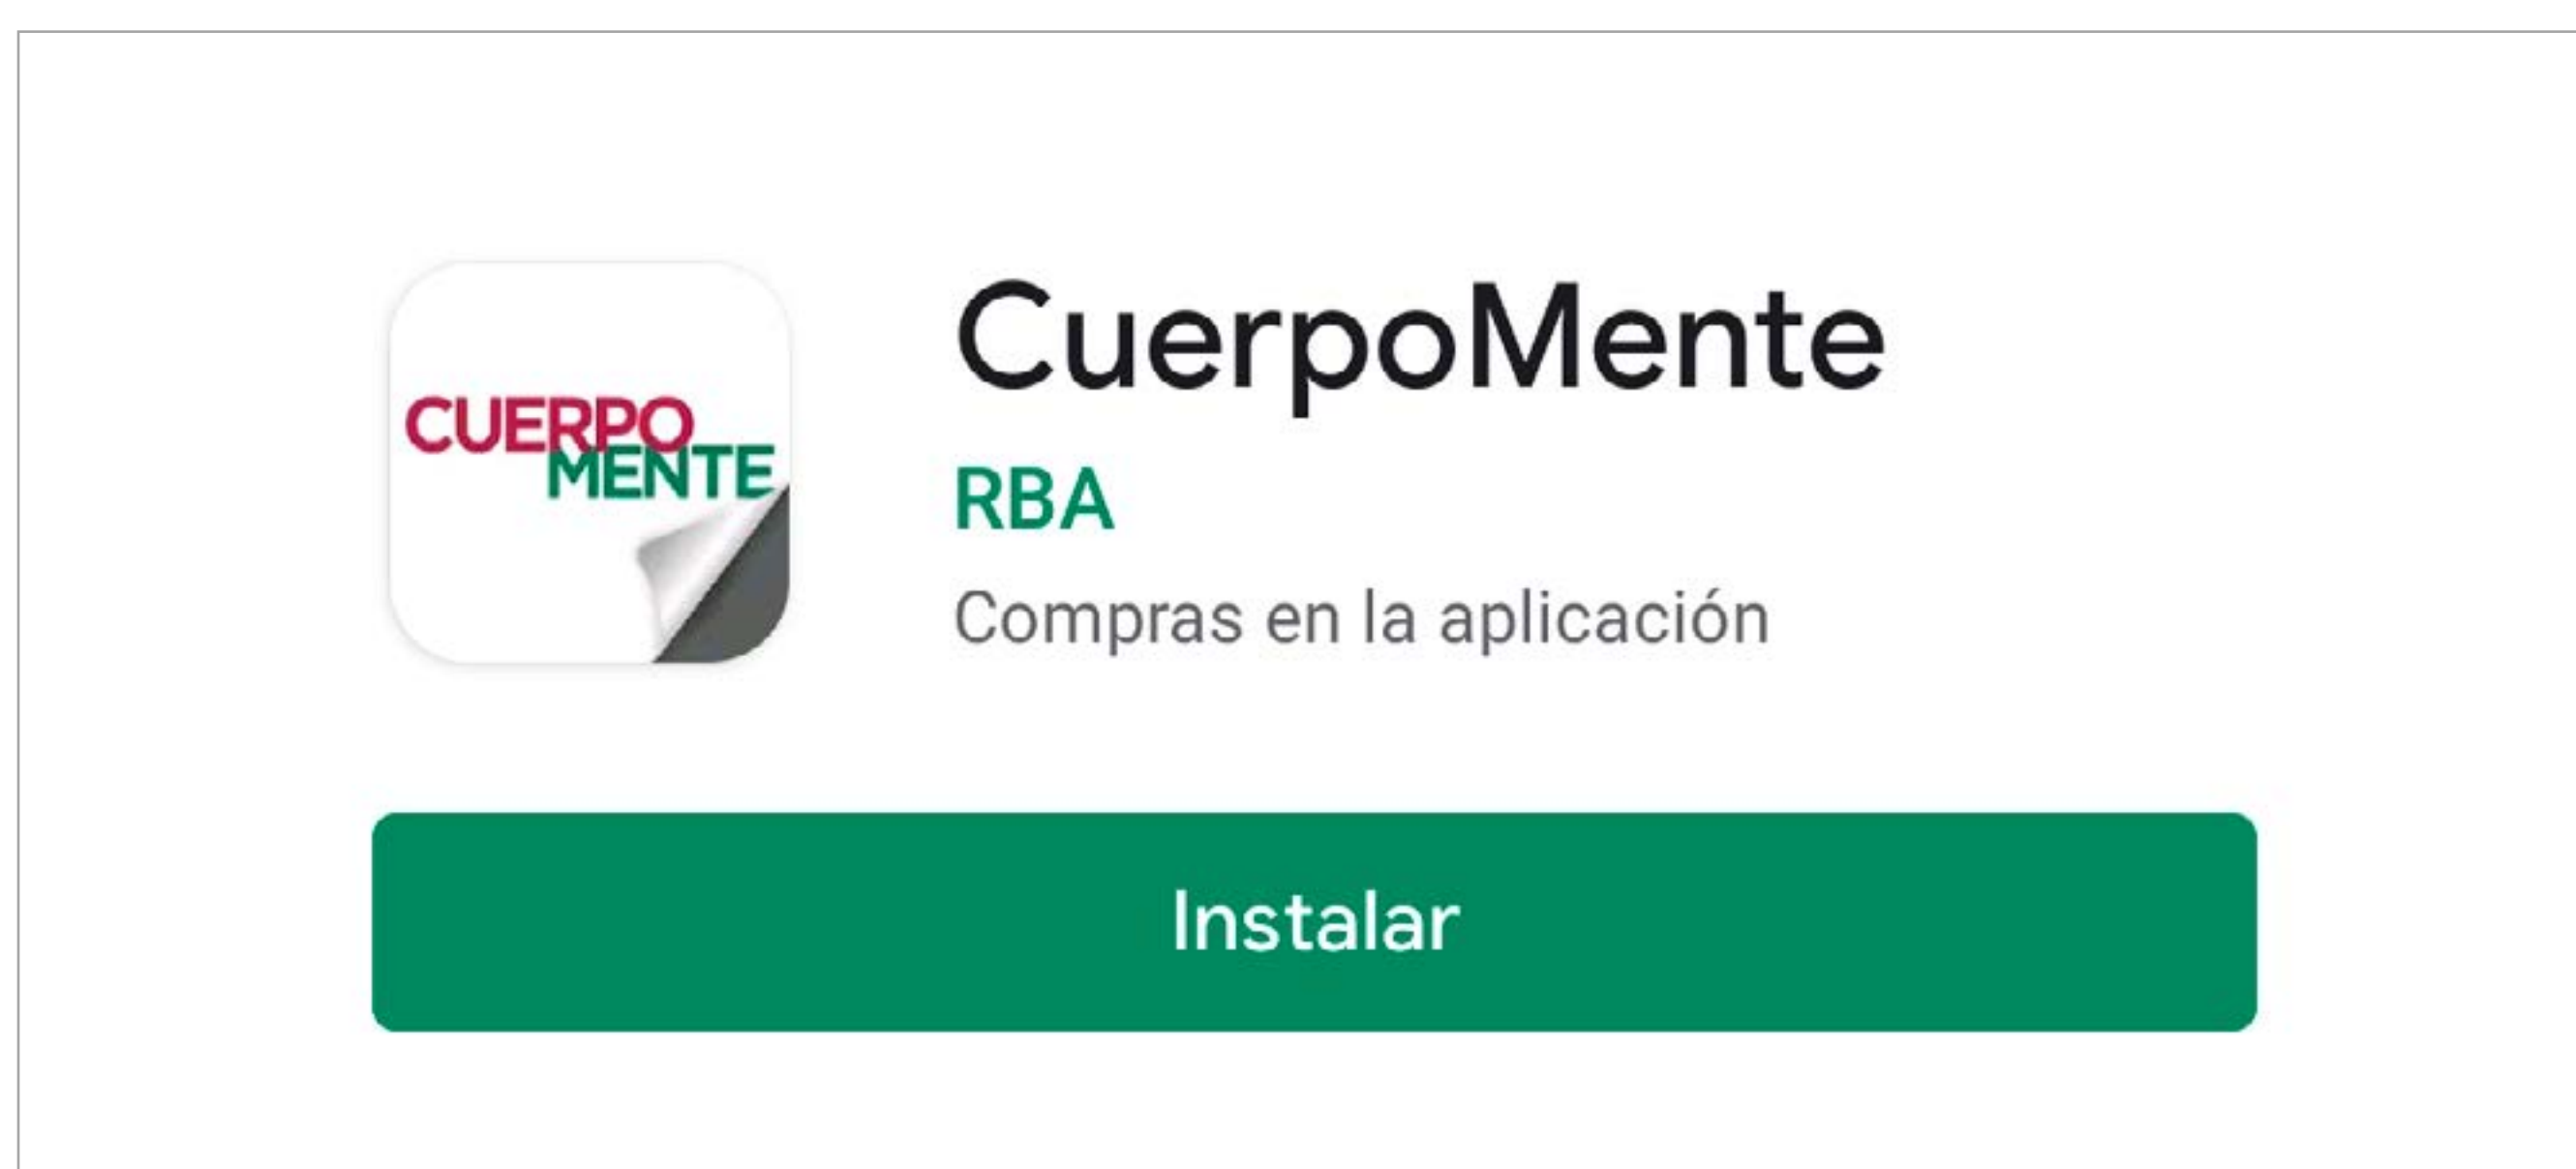 CUERPO
MENTE
CuerpoMente
RBA
Compras en la aplicación
Instalar